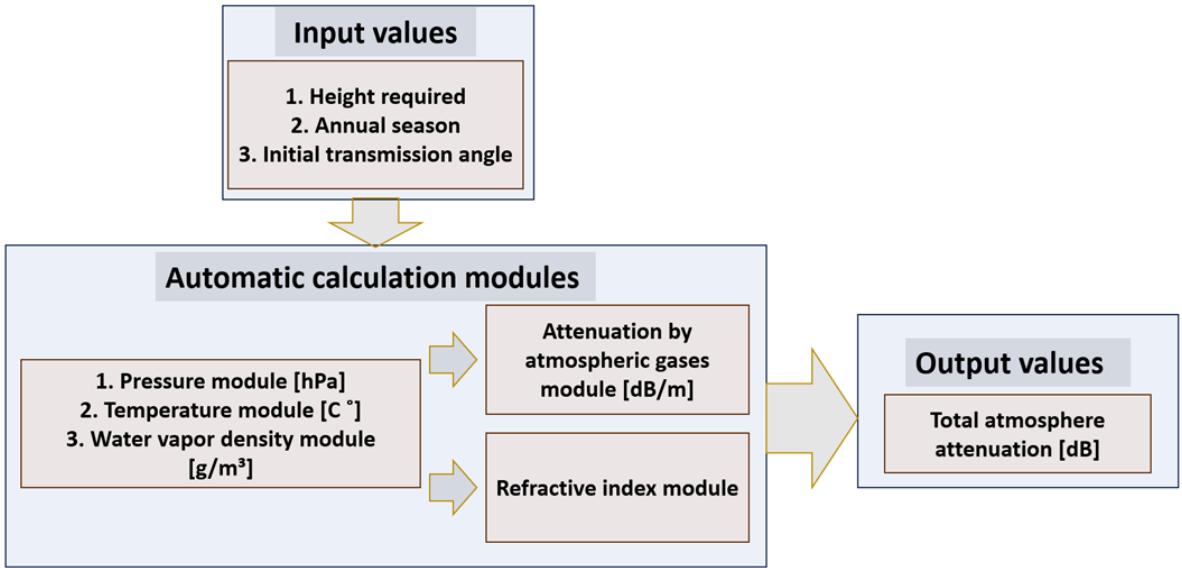 Input values
1. Height required
2. Annual season
3. Initial transmission angle
Automatic calculation modules
1. Pressure module [hPa]
2. Temperature module [C ˚]
3. Water vapor density module
[g/m³]
Attenuation by
atmospheric gases
module [dB/m]
Refractive index module
Output values
Total atmosphere
attenuation [dB]